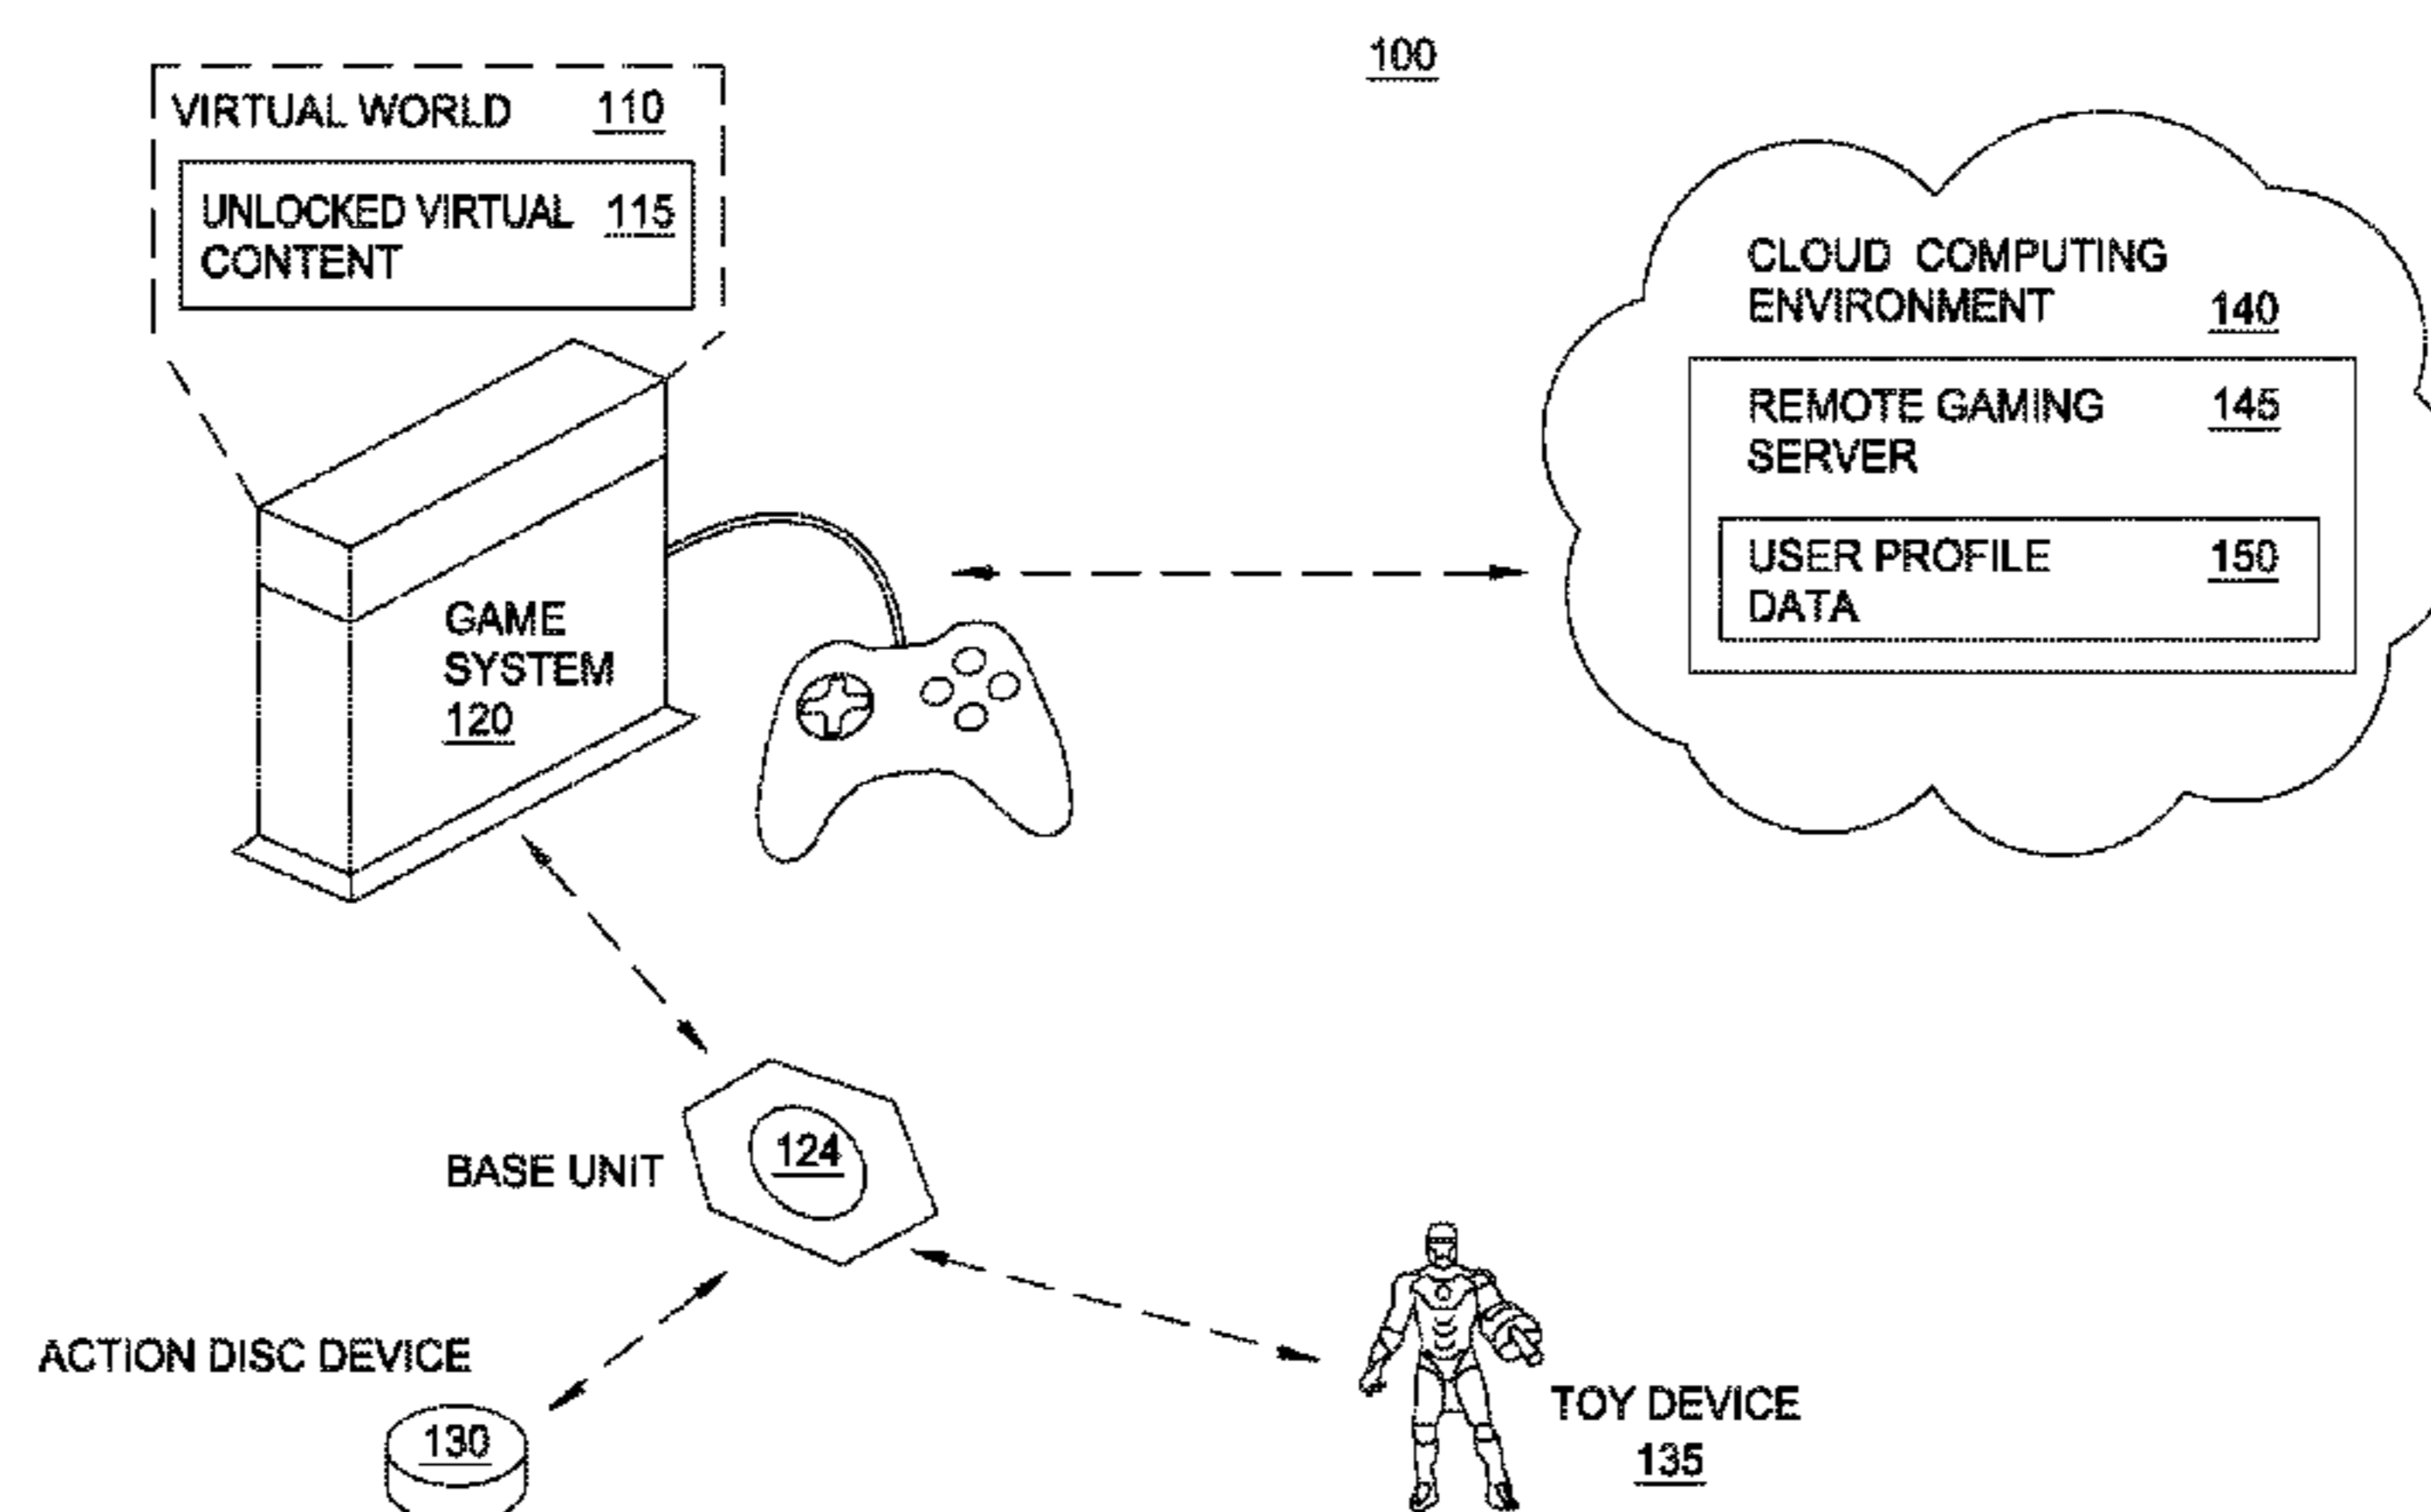 100
VIRTUAL WORLD 110
UNLOCKED VIRTUAL 115
CONTENT
CLOUD COMPUTING
ENVIRONMENT 140
REMOTE GAMING 145
SERVER
USER PROFILE 150
DATA
GAME
SYSTEM
120
BASE UNIT 124
ACTION DISC DEVICE
130
TOY DEVICE
135